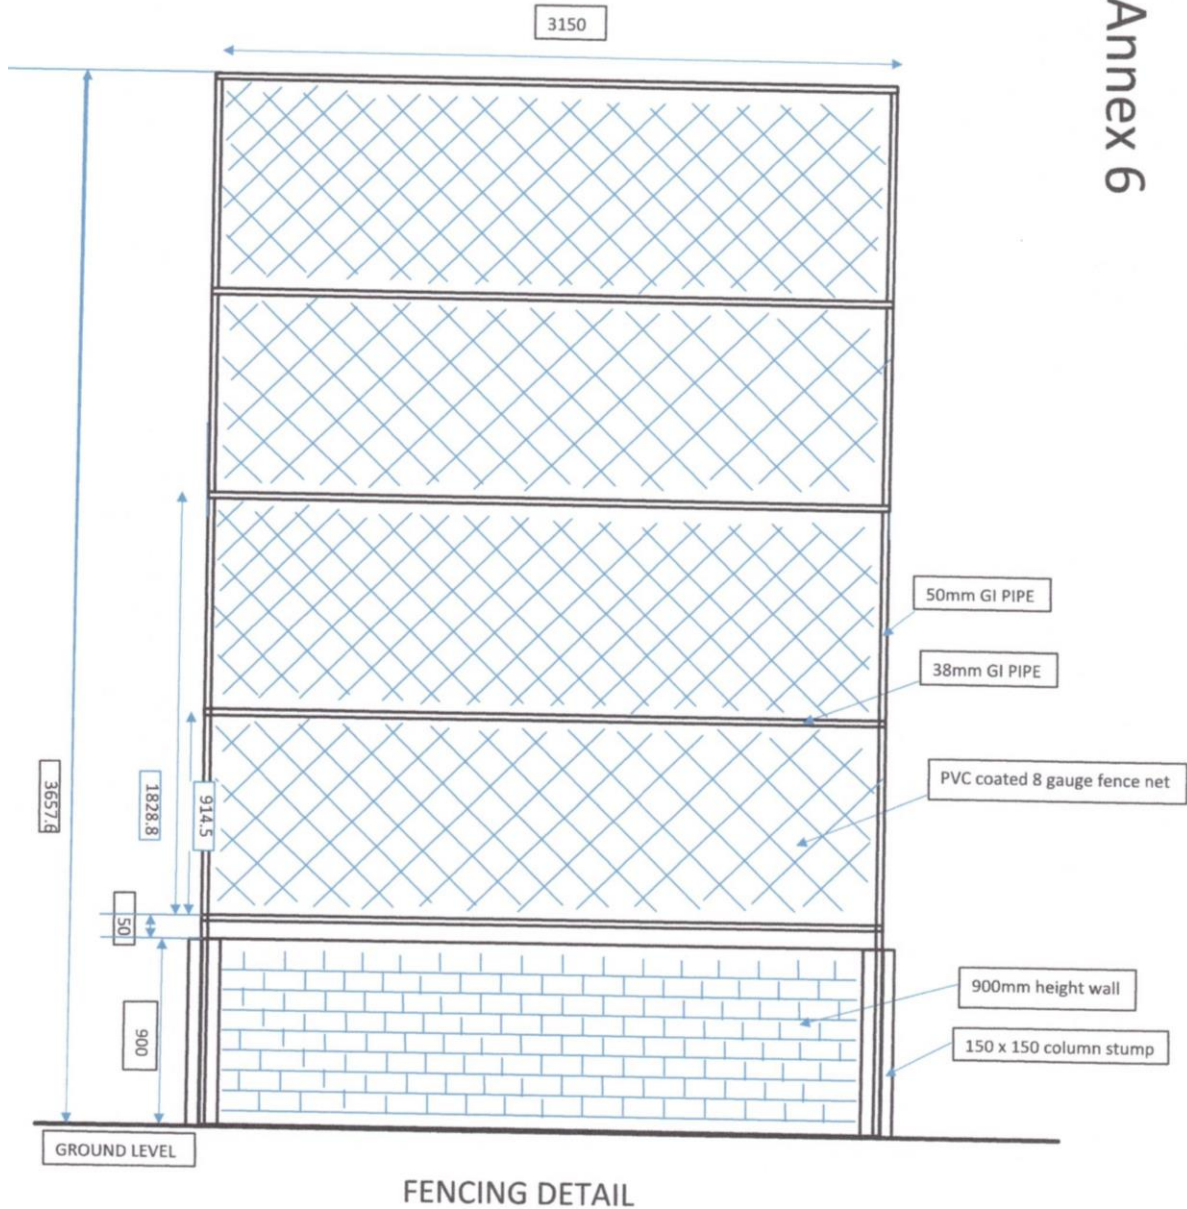 Annex 6
3150
50mm GI PIPE
38mm GI PIPE
PVC coated 8 gauge fence net
3657.6
1828.8
914.5
50
900
900mm height wall
150 x 150 column stump
GROUND LEVEL
FENCING DETAIL